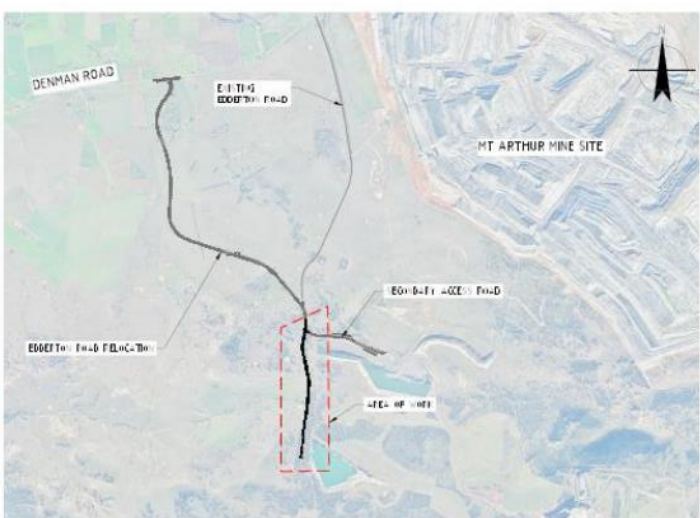 DENMAN ROAD
EXISTING
EDDERTON ROAD
N
MT ARTHUR MINE SITE
SECONDARY ACCESS ROAD
EDDERTON ROAD RELOCATION
AREA OF WORK